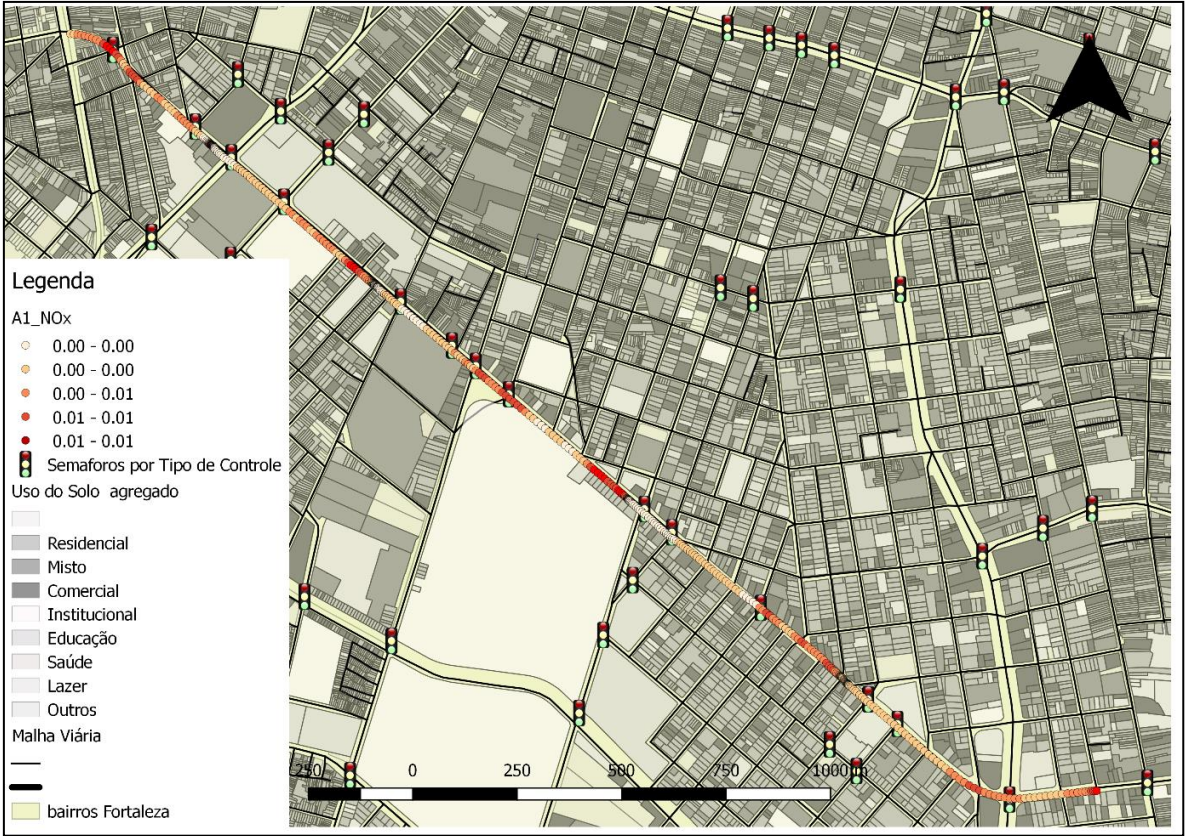 Legenda
A1_NOx
0.00 - 0.00
0.00 - 0.00
0.00 - 0.01
0.01 - 0.01
0.01 - 0.01
Semaforos por Tipo de Controle
Uso do Solo agregado
Residencial
Misto
Comercial
Institucional
Educação
Saúde
Lazer
Outros
Malha Viária
bairros Fortaleza
250 0 250 500 750 1000 m